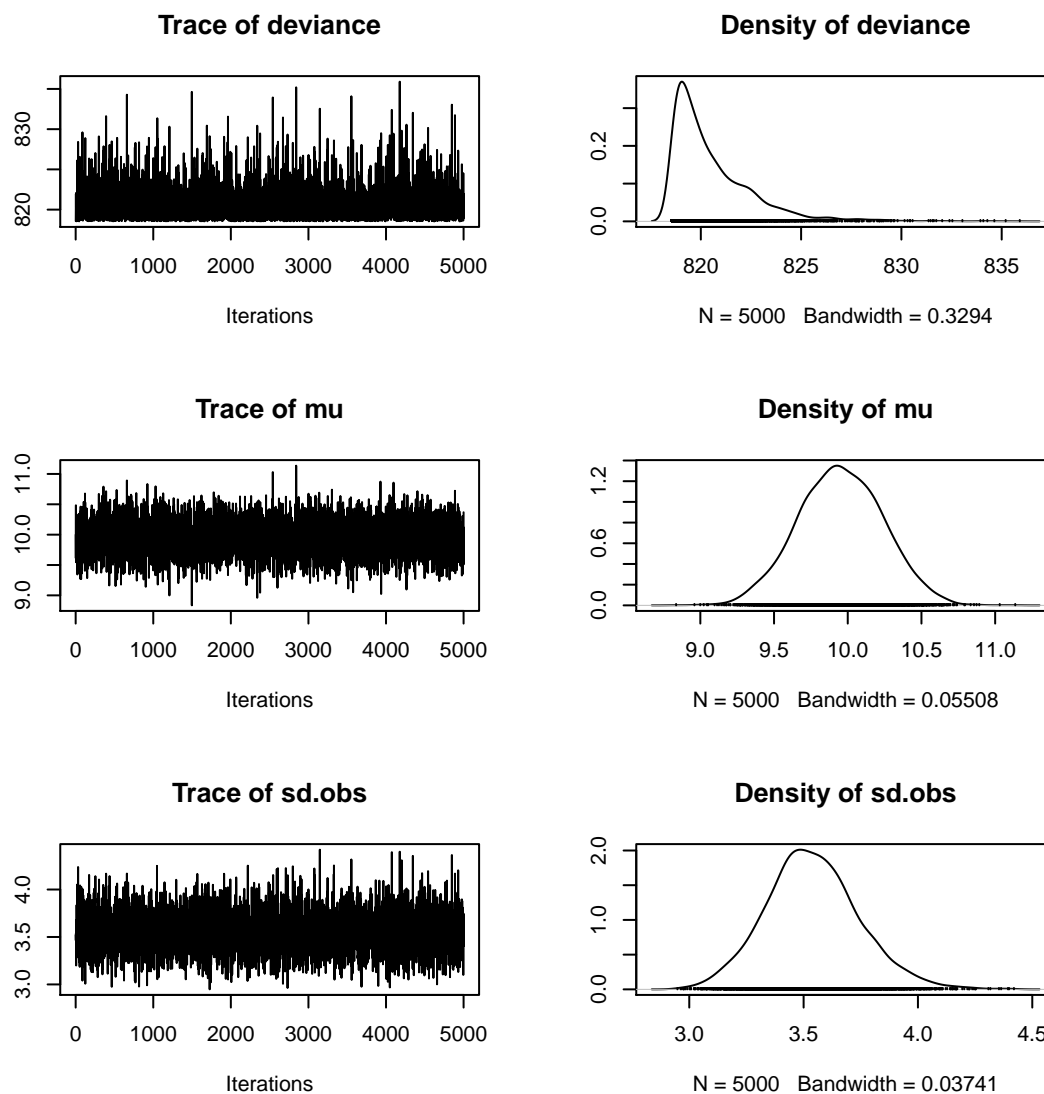 Trace of deviance
820 830
0 1000 2000 3000 4000 5000
Iterations
Density of deviance
0.0 0.2
820 825 830 835
N = 5000 Bandwidth = 0.3294
Trace of mu
9.0 10.0 11.0
0 1000 2000 3000 4000 5000
Iterations
Density of mu
0.0 0.6 1.2
9.0 9.5 10.0 10.5 11.0
N = 5000 Bandwidth = 0.05508
Trace of sd.obs
3.0 3.5 4.0
0 1000 2000 3000 4000 5000
Iterations
Density of sd.obs
0.0 1.0 2.0
3.0 3.5 4.0 4.5
N = 5000 Bandwidth = 0.03741